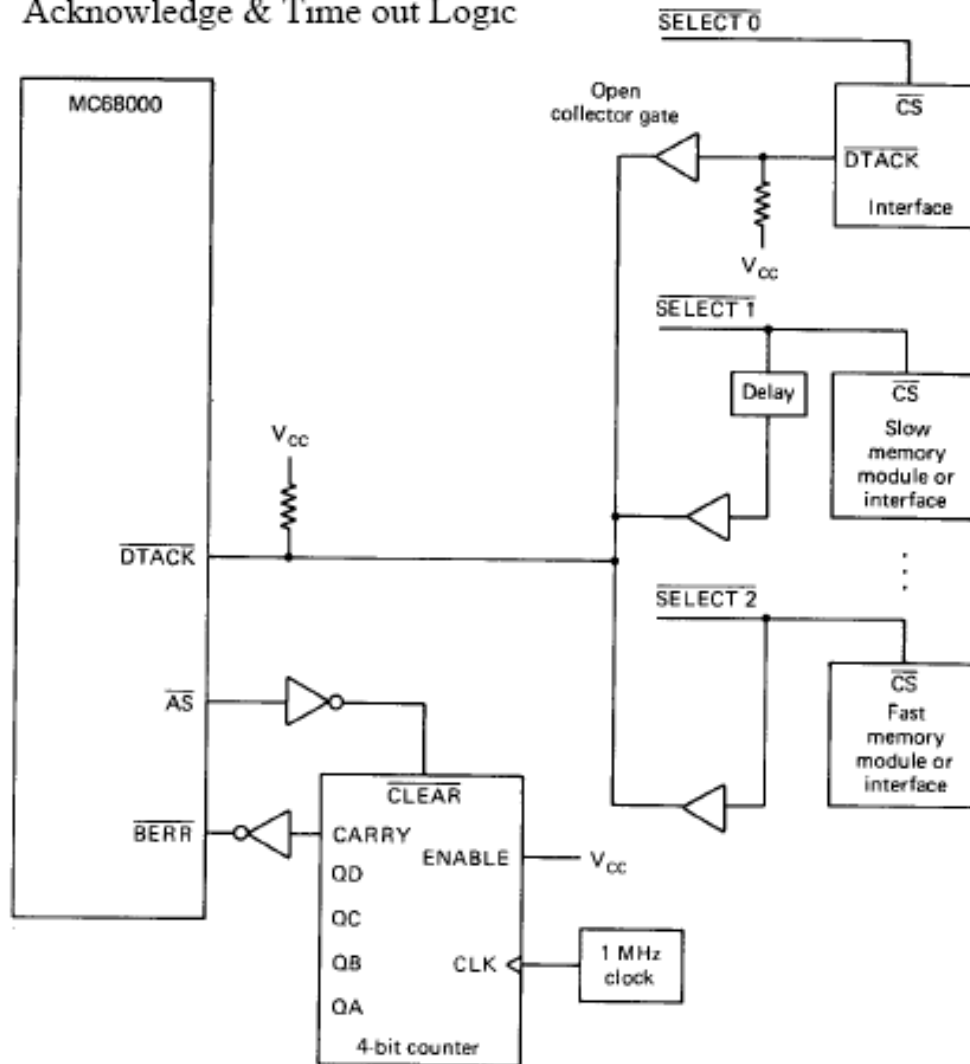 Acknowledge & Time out Logic
SELECT 0
MC68000
Open
collector gate
CS
DTACK
Interface
VCC
SELECT 1
Delay
CS
Slow
memory
module or
interface
VCC
DTACK
SELECT 2
CS
Fast
memory
module or
interface
AS
CLEAR
BERR
CARRY
ENABLE
VCC
QD
QC
QB
QA
CLK
1 MHz
clock
4-bit counter